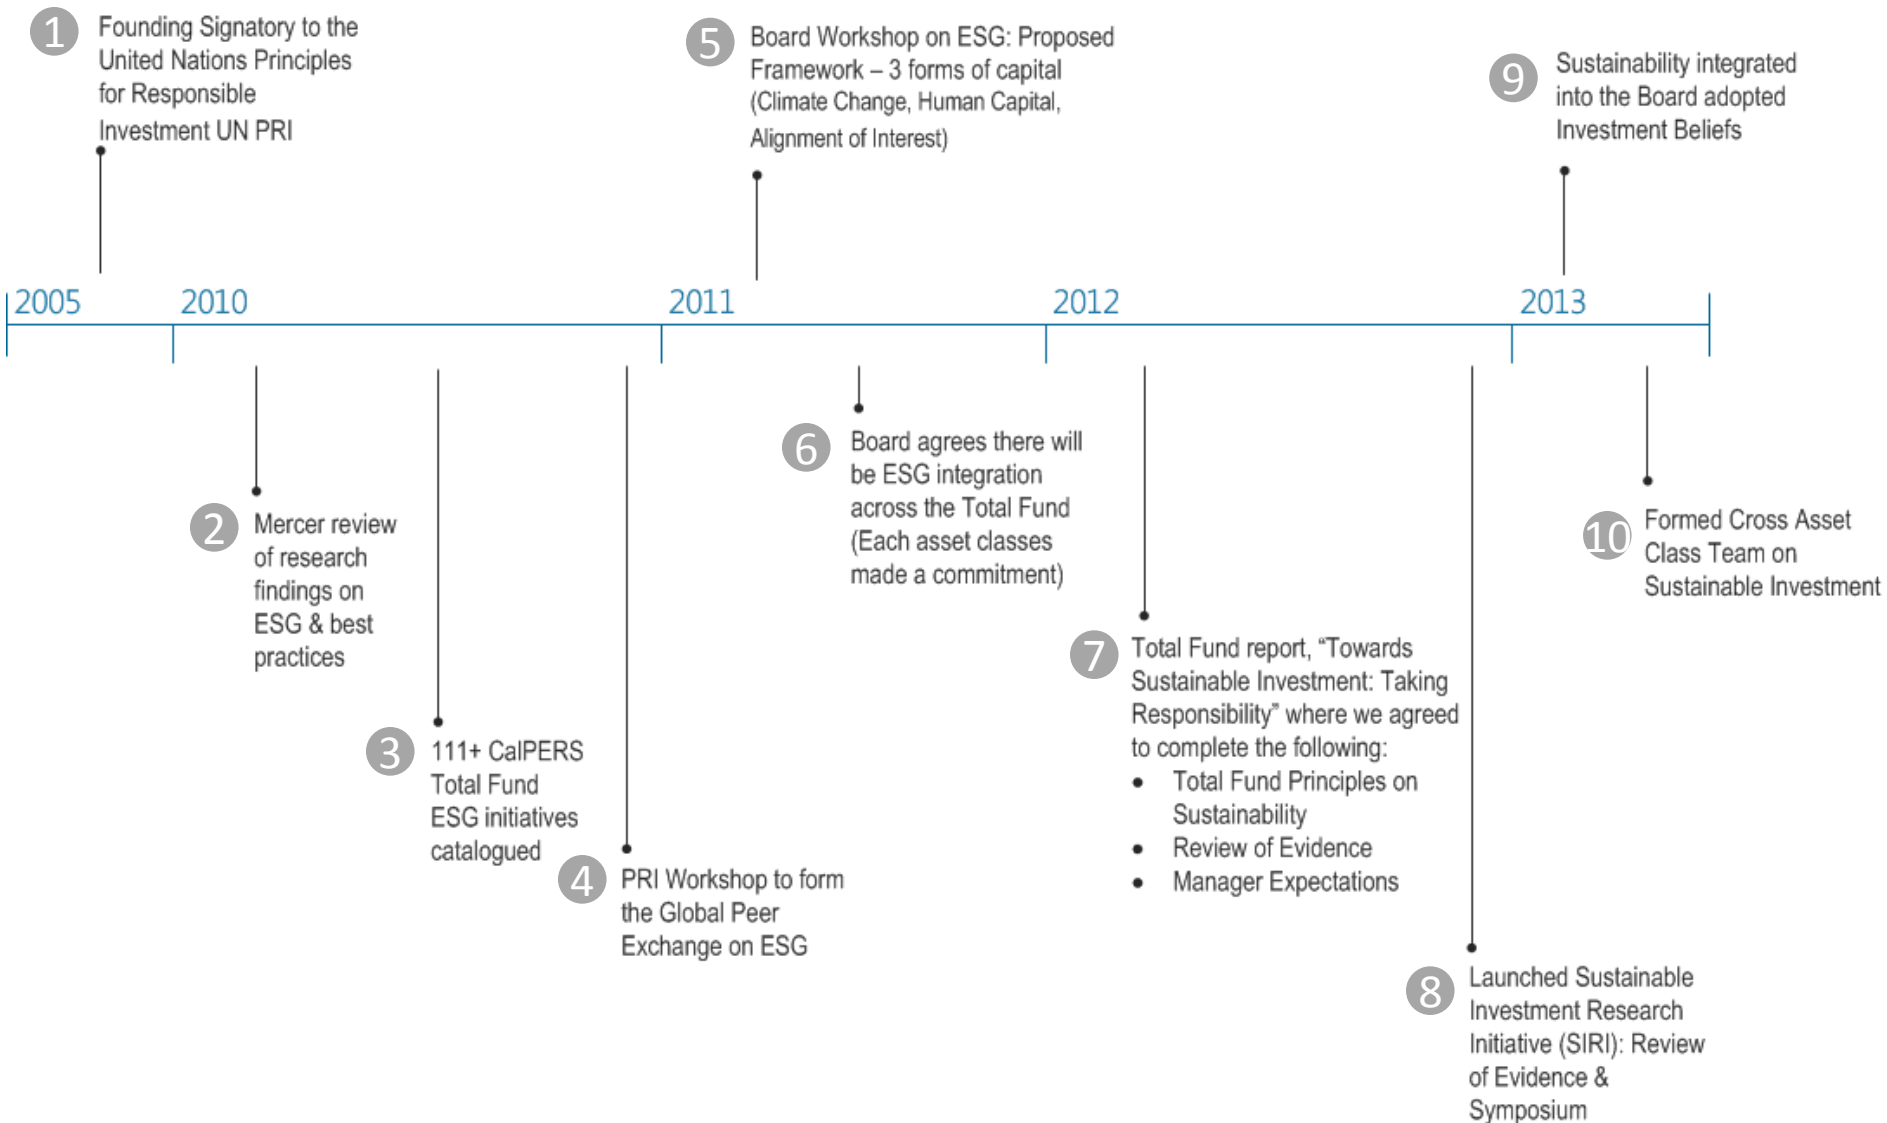 1
Founding Signatory to the
United Nations Principles
for Responsible
Investment UN PRI
5
Board Workshop on ESG: Proposed
Framework – 3 forms of capital
(Climate Change, Human Capital,
Alignment of Interest)
9
Sustainability integrated
into the Board adopted
Investment Beliefs
2005
2010
2011
2012
2013
2
Mercer review
of research
findings on
ESG & best
practices
3
111+ CalPERS
Total Fund
ESG initiatives
catalogued
4
PRI Workshop to form
the Global Peer
Exchange on ESG
6
Board agrees there will
be ESG integration
across the Total Fund
(Each asset classes
made a commitment)
7
Total Fund report, “Towards
Sustainable Investment: Taking
Responsibility” where we agreed
to complete the following:
• Total Fund Principles on
Sustainability
• Review of Evidence
• Manager Expectations
8
Launched Sustainable
Investment Research
Initiative (SIRI): Review
of Evidence &
Symposium
10
Formed Cross Asset
Class Team on
Sustainable Investment